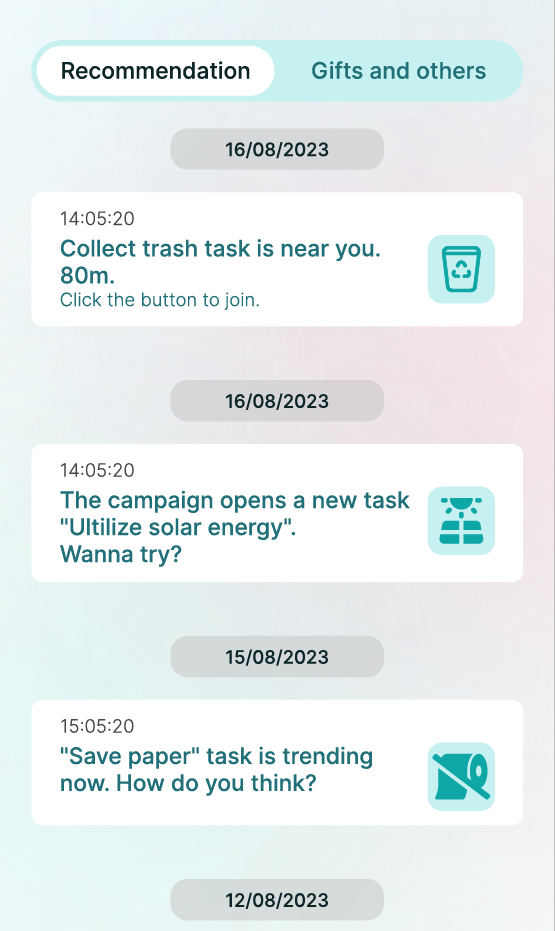 Recommendation Gifts and others
16/08/2023
14:05:20
Collect trash task is near you.
80m.
Click the button to join.
16/08/2023
14:05:20
The campaign opens a new task
"Ultilize solar energy".
Wanna try?
15/08/2023
15:05:20
"Save paper" task is trending
now. How do you think?
12/08/2023